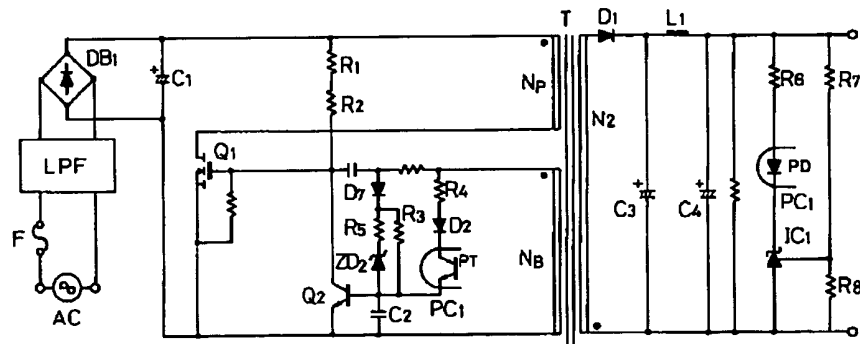 T
D1
L1
DB1
C1
R1
R2
NP
N2
R6
R7
LPF
Q1
D7
R4
PD
PC1
R5
R3
D2
C3
C4
F
ZD2
PT
NB
IC1
Q2
C2
PC1
R8
AC